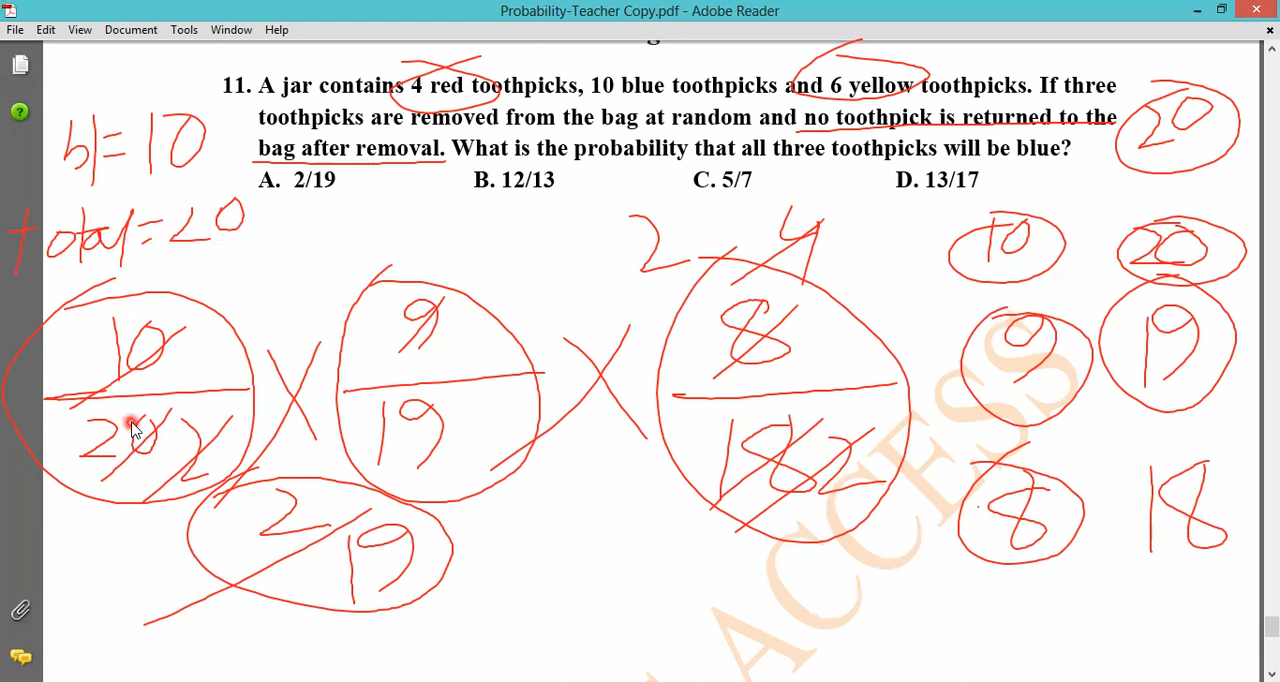 Probability-Teacher Copy.pdf - Adobe Reader
File Edit View Document Tools Window Help
11. A jar contains 4 red toothpicks, 10 blue toothpicks and 6 yellow toothpicks. If three
toothpicks are removed from the bag at random and no toothpick is returned to the
bag after removal. What is the probability that all three toothpicks will be blue?
A. 2/19 B. 12/13 C. 5/7 D. 13/17
20
bl = 10
total = 20
2 4
10 20
10 × 9 × 8
20 2 19 18 2
9 19
2/19
8 18
ACCESS